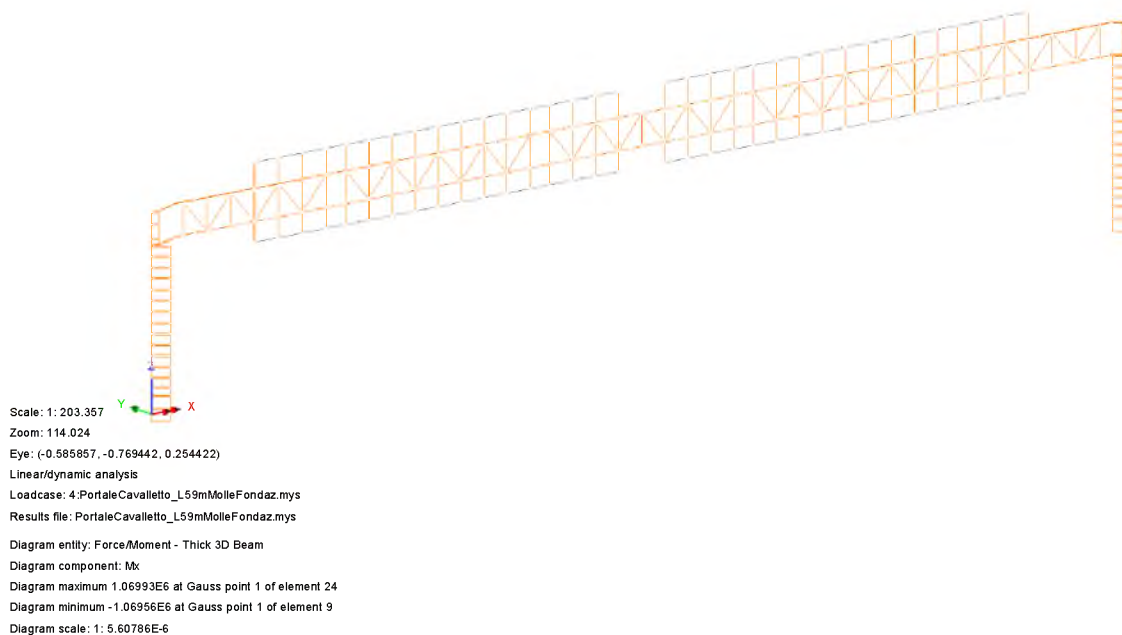 Scale: 1: 203.357
Y
X
Zoom: 114.024
Eye: (-0.585857, -0.769442, 0.254422)
Linear/dynamic analysis
Loadcase: 4:PortaleCavalletto_L59mMolleFondaz.mys
Results file: PortaleCavalletto_L59mMolleFondaz.mys
Diagram entity: Force/Moment - Thick 3D Beam
Diagram component: Mx
Diagram maximum 1.06993E6 at Gauss point 1 of element 24
Diagram minimum -1.06956E6 at Gauss point 1 of element 9
Diagram scale: 1: 5.60786E-6